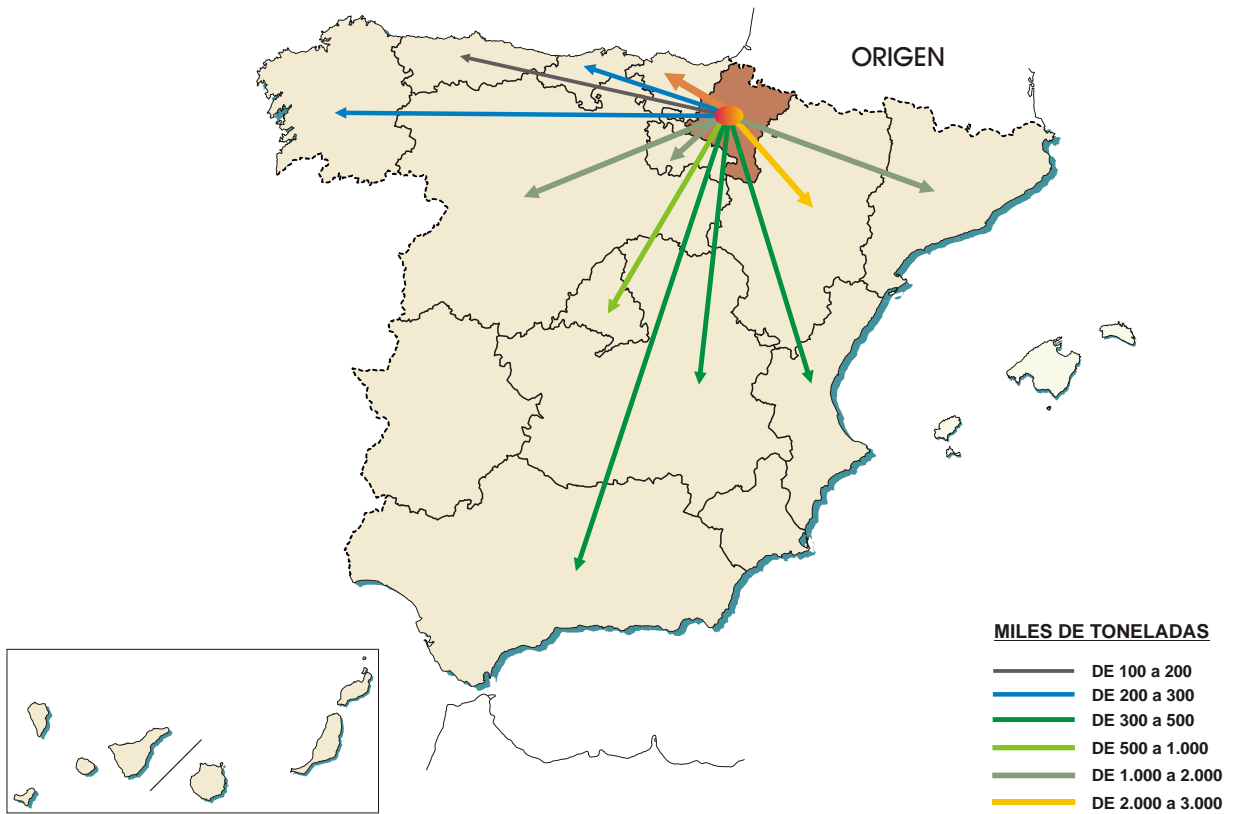 ORIGEN
MILES DE TONELADAS
DE 100 a 200
DE 200 a 300
DE 300 a 500
DE 500 a 1.000
DE 1.000 a 2.000
DE 2.000 a 3.000